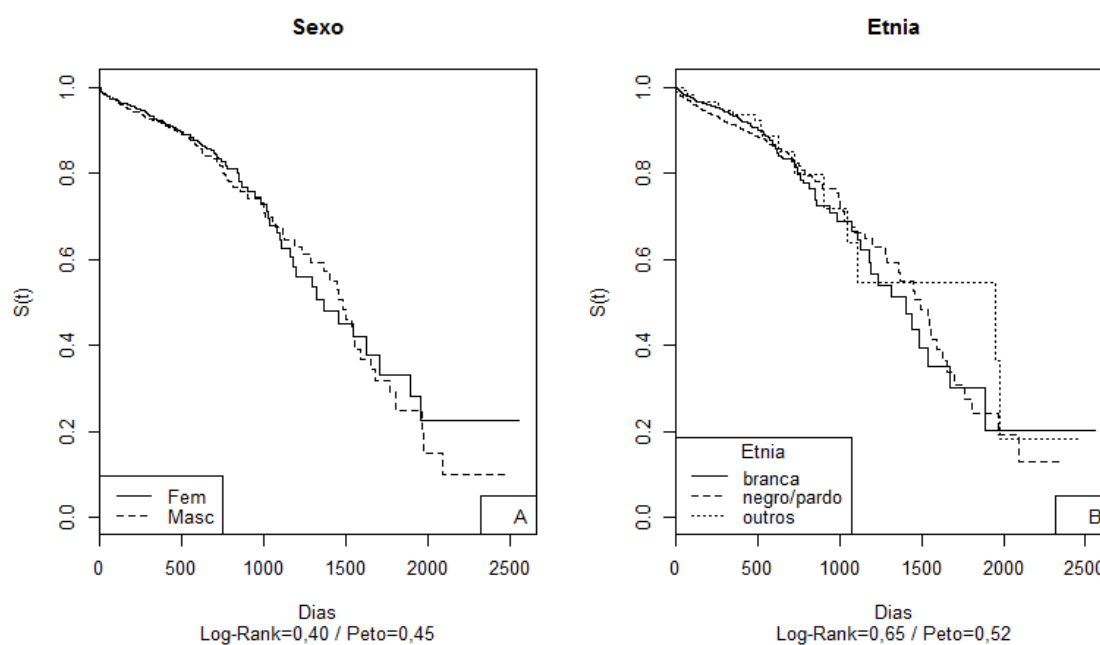 Sexo
S(t)
1.0
0.8
0.6
0.4
0.2
0.0
Fem
Masc
A
0 500 1000 1500 2000 2500
Dias
Log-Rank=0,40 / Peto=0,45
Etnia
S(t)
1.0
0.8
0.6
0.4
0.2
0.0
Etnia
branca
negro/pardo
outros
B
0 500 1000 1500 2000 2500
Dias
Log-Rank=0,65 / Peto=0,52